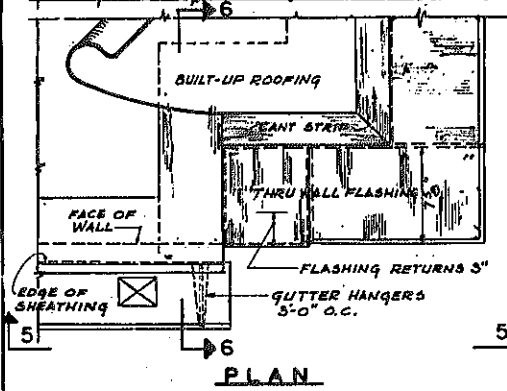 6
BUILT-UP ROOFING
CANT STRIP
THRU WALL FLASHING
FACE OF
WALL
FLASHING RETURNS 3"
EDGE OF
SHEATHING
GUTTER HANGERS
3'-0" O.C.
5
6
5
PLAN